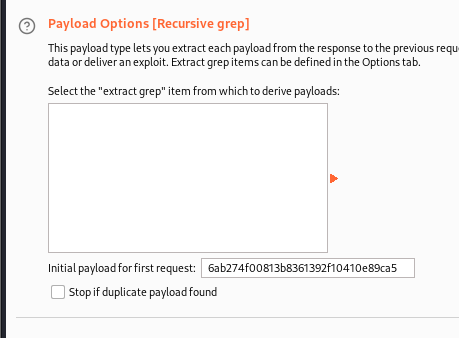 Payload Options [Recursive grep]
This payload type lets you extract each payload from the response to the previous requ
data or deliver an exploit. Extract grep items can be defined in the Options tab.
Select the "extract grep" item from which to derive payloads:
Initial payload for first request: 6ab274f00813b8361392f10410e89ca5
Stop if duplicate payload found